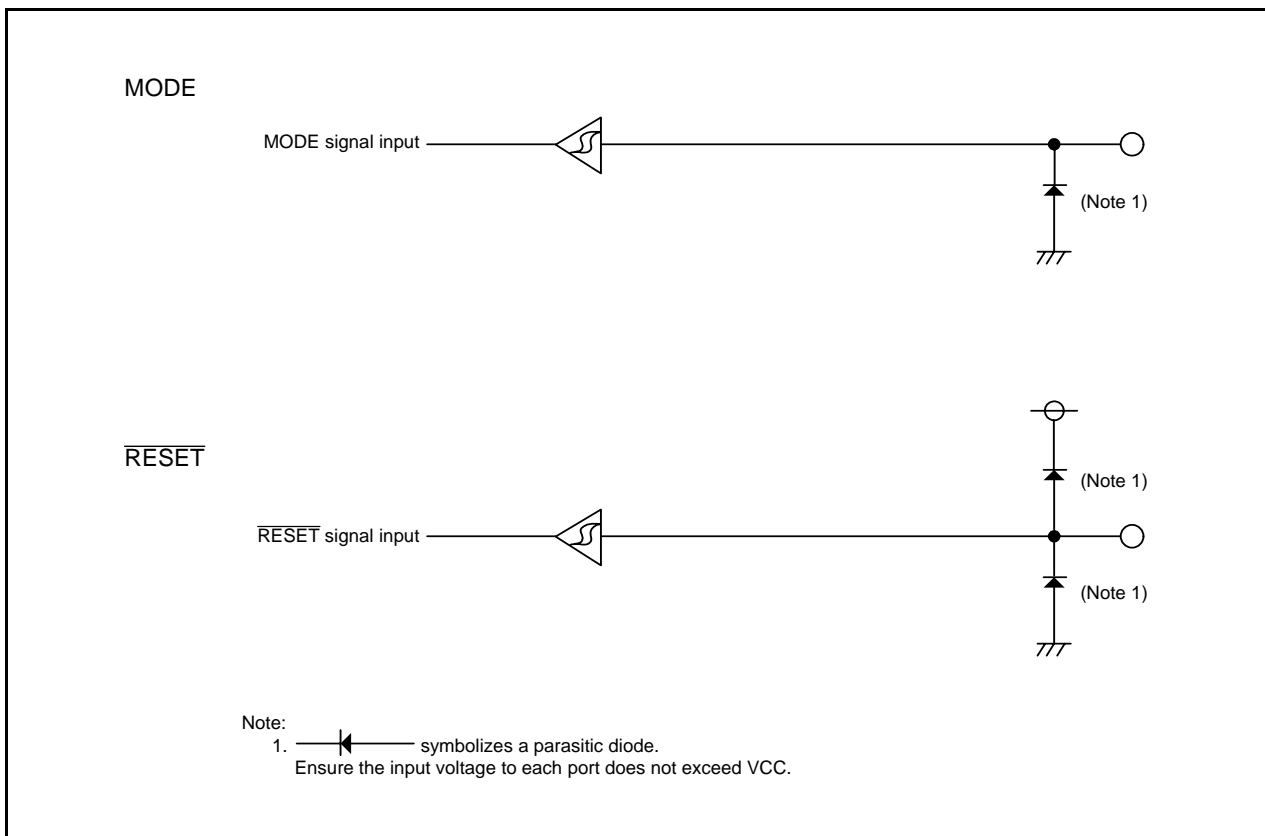 MODE
MODE signal input
(Note 1)
RESET
(Note 1)
RESET signal input
(Note 1)
Note:
1. symbolizes a parasitic diode.
Ensure the input voltage to each port does not exceed VCC.